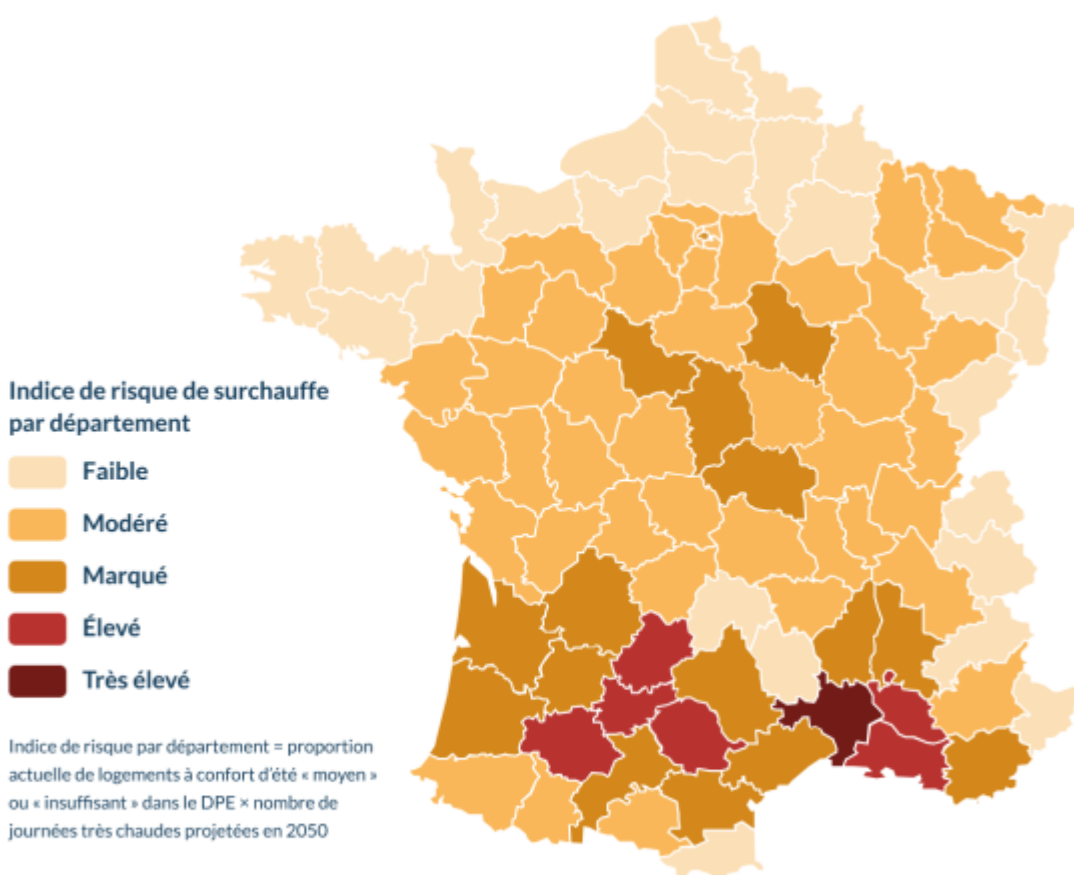 Indice de risque de surchauffe
par département
Faible
Modéré
Marqué
Élevé
Très élevé
Indice de risque par département = proportion
actuelle de logements à confort d'été « moyen »
ou « insuffisant » dans le DPE × nombre de
journées très chaudes projetées en 2050